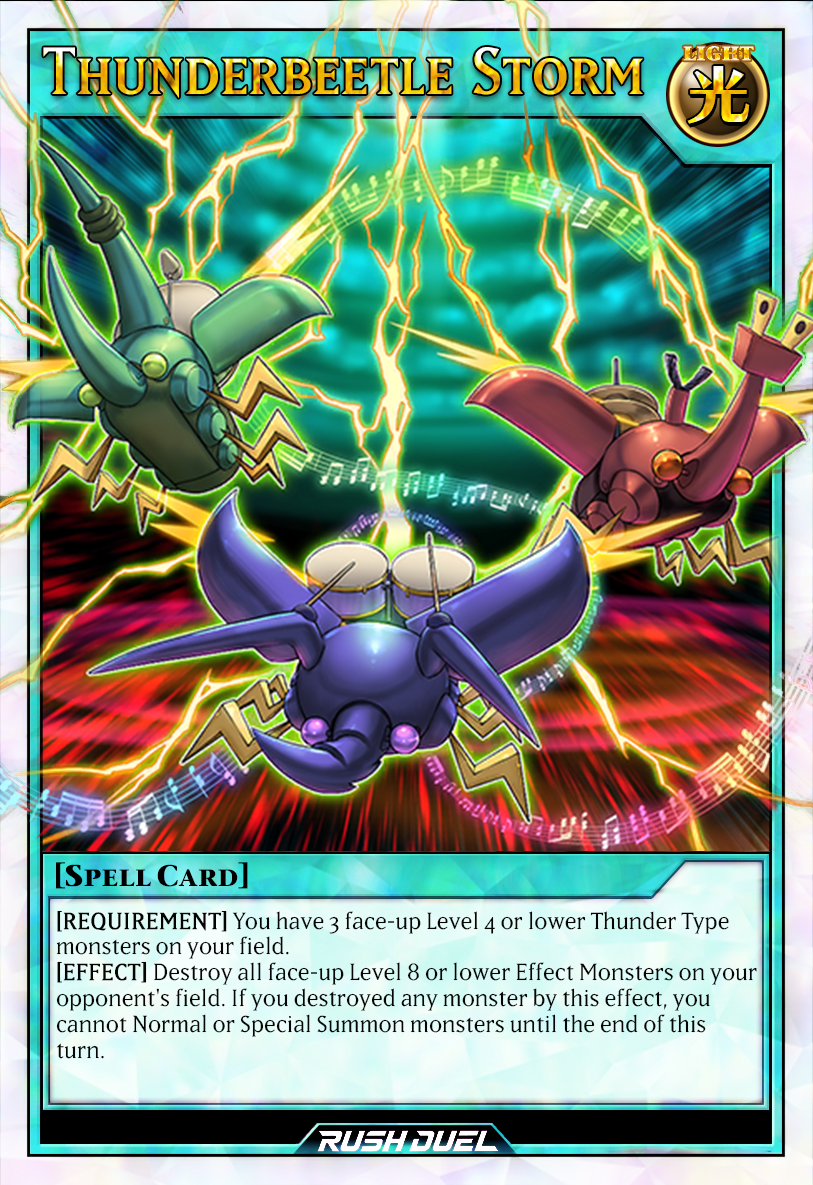 Thunderbeetle Storm
LIGHT
光
[Spell Card]
[REQUIREMENT] You have 3 face-up Level 4 or lower Thunder Type
monsters on your field.
[EFFECT] Destroy all face-up Level 8 or lower Effect Monsters on your
opponent's field. If you destroyed any monster by this effect, you
cannot Normal or Special Summon monsters until the end of this
turn.
RUSH DUEL